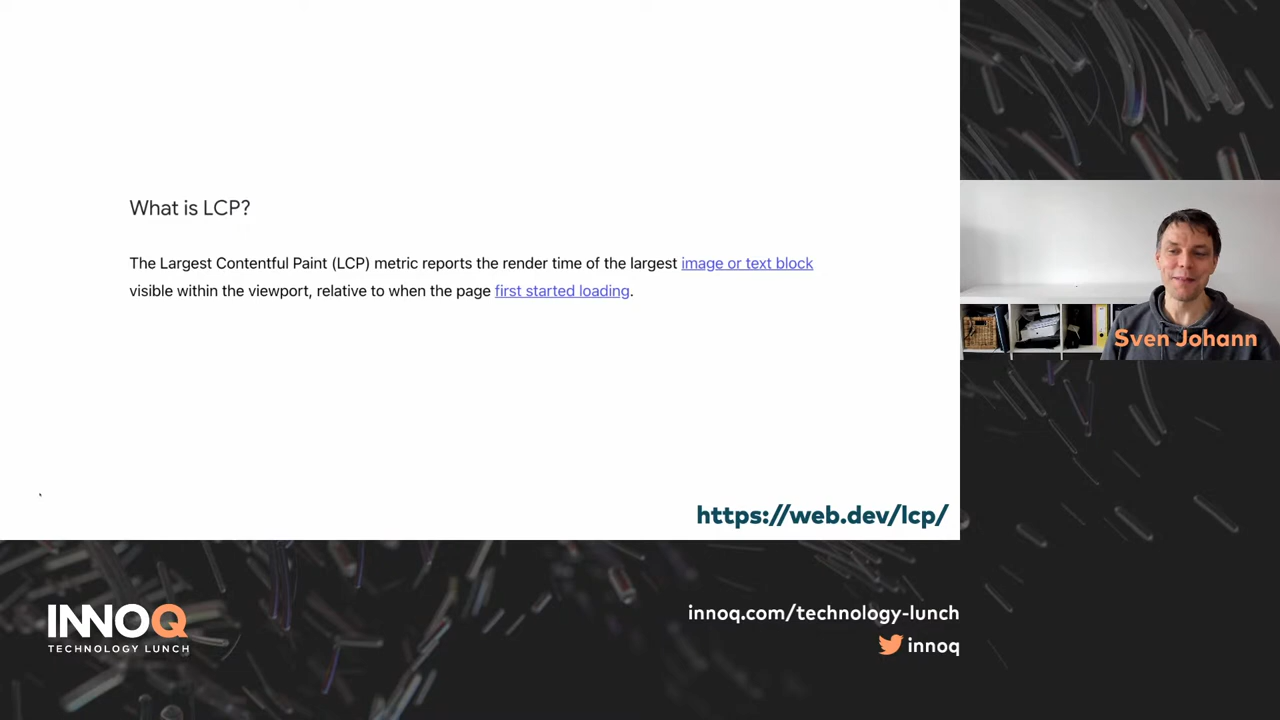 What is LCP?
The Largest Contentful Paint (LCP) metric reports the render time of the largest image or text block
visible within the viewport, relative to when the page first started loading.
https://web.dev/lcp/
Sven Johann
INNOQ
TECHNOLOGY LUNCH
innoq.com/technology-lunch
innoq